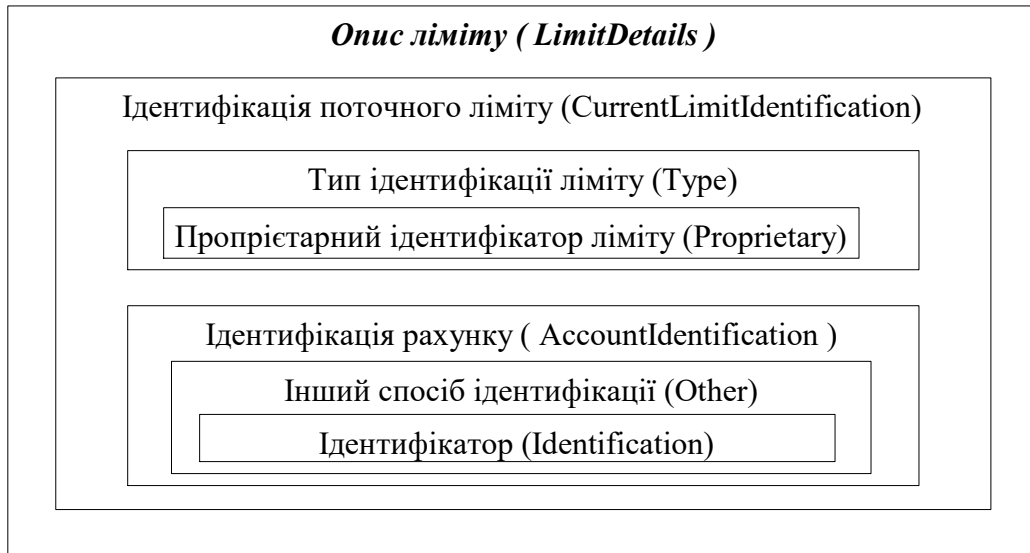 Опис ліміту ( LimitDetails )
Ідентифікація поточного ліміту (CurrentLimitIdentification)
Тип ідентифікації ліміту (Type)
Пропрієтарний ідентифікатор ліміту (Proprietary)
Ідентифікація рахунку ( AccountIdentification )
Інший спосіб ідентифікації (Other)
Ідентифікатор (Identification)